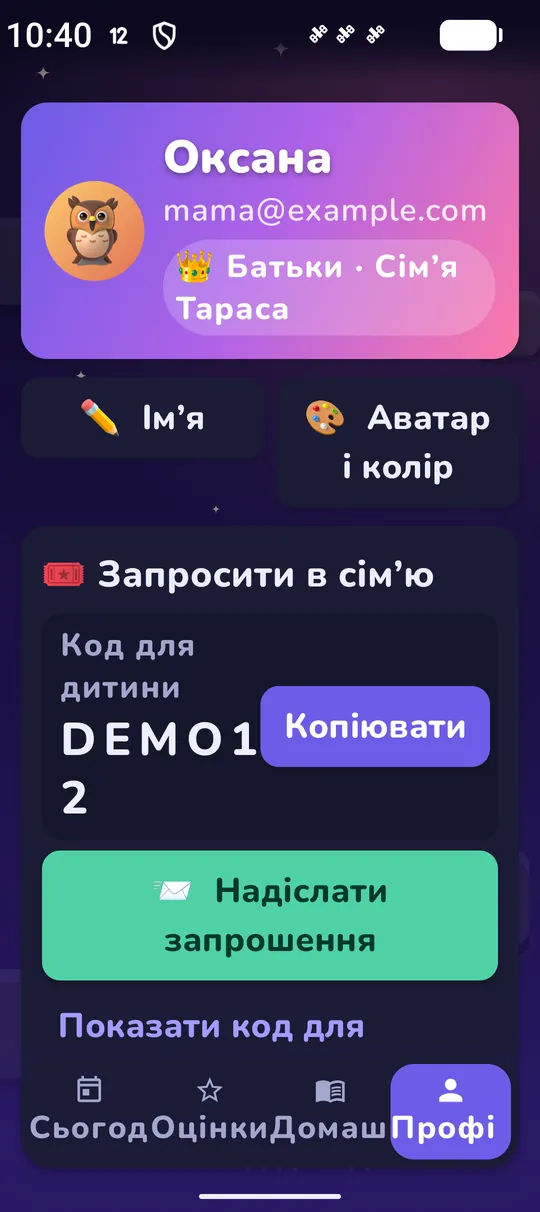 10:40 12
Оксана
mama@example.com
👑 Батьки · Сім’я
Тараса
✏️ Ім’я
🎨 Аватар
і колір
🎟️ Запросити в сім’ю
Код для
дитини
DEMO1
2
Копіювати
📨 Надіслати
запрошення
Показати код для
Сьогод Оцінки Домаш Профі